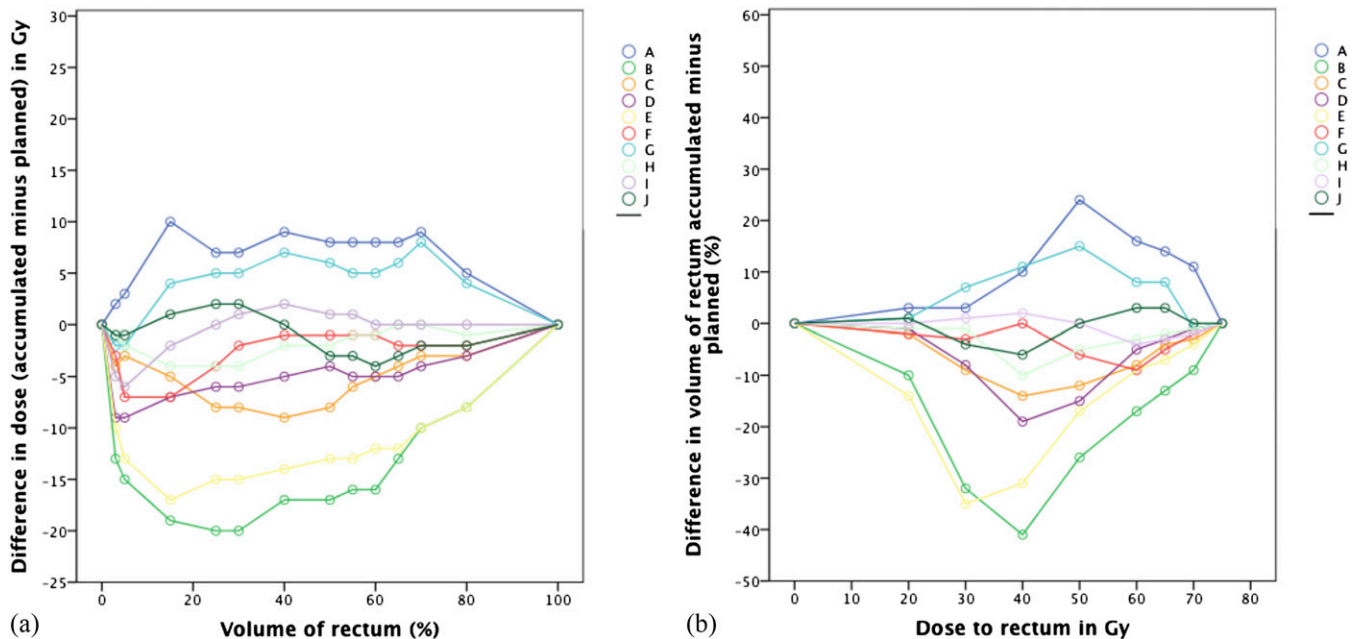 Difference in dose (accumulated minus planned) in Gy
30
25
20
15
10
5
0
-5
-10
-15
-20
-25
0
20
40
60
80
100
Volume of rectum (%)
A
B
C
D
E
F
G
H
I
J
(a)
Difference in volume of rectum accumulated minus
planned (%)
60
50
40
30
20
10
0
-10
-20
-30
-40
-50
0
10
20
30
40
50
60
70
80
Dose to rectum in Gy
A
B
C
D
E
F
G
H
I
J
(b)